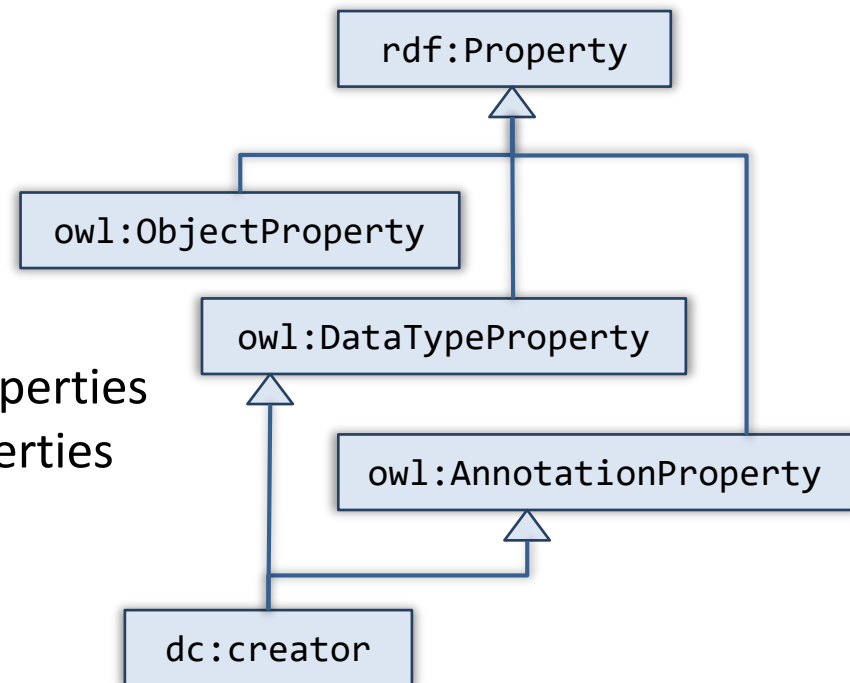 rdf:Property
owl:ObjectProperty
owl:DataTypeProperty
perties
erties
owl:AnnotationProperty
dc:creator